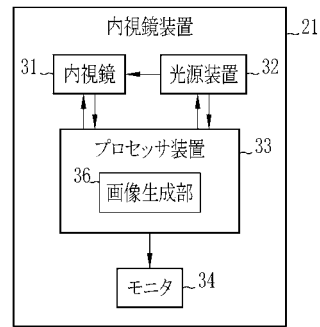 内視鏡装置
21
31
内視鏡
光源装置
32
プロセッサ装置
33
36
画像生成部
モニタ
34